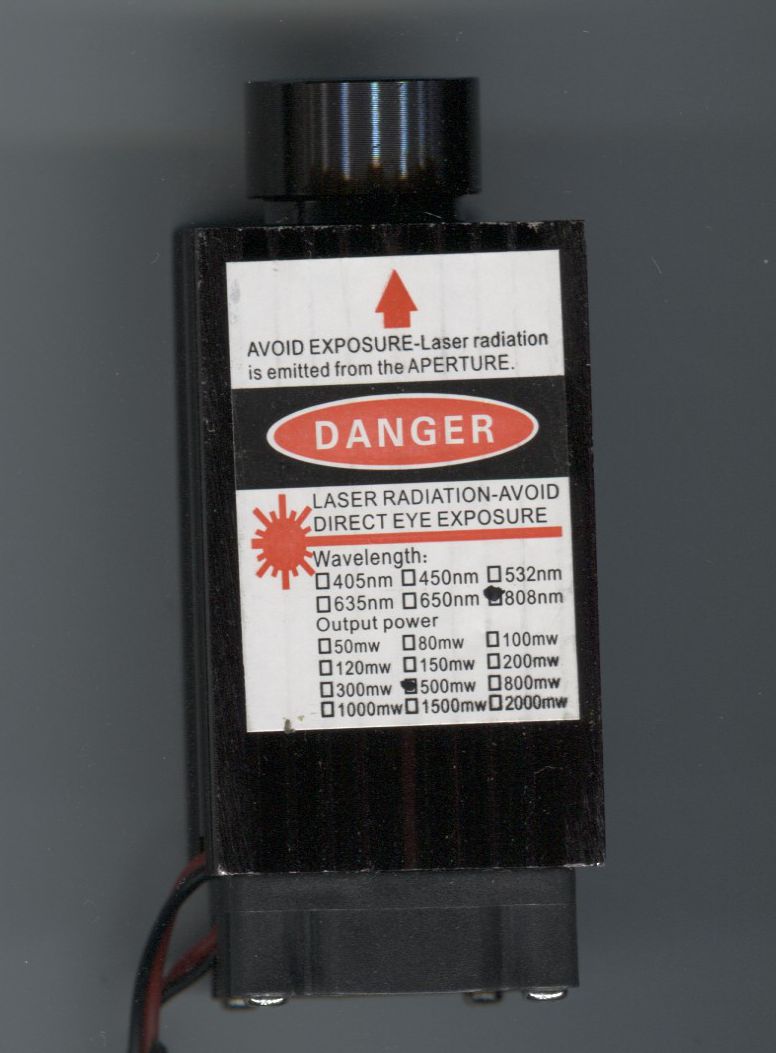 AVOID EXPOSURE-Laser radiation
is emitted from the APERTURE.
DANGER
LASER RADIATION-AVOID
DIRECT EYE EXPOSURE
Wavelength:
☐405nm ☐450nm ☐532nm
☐635nm ☐650nm ☑808nm
Output power
☐50mw ☐80mw ☐100mw
☐120mw ☐150mw ☐200mw
☐300mw ☑500mw ☐800mw
☐1000mw ☐1500mw ☐2000mw